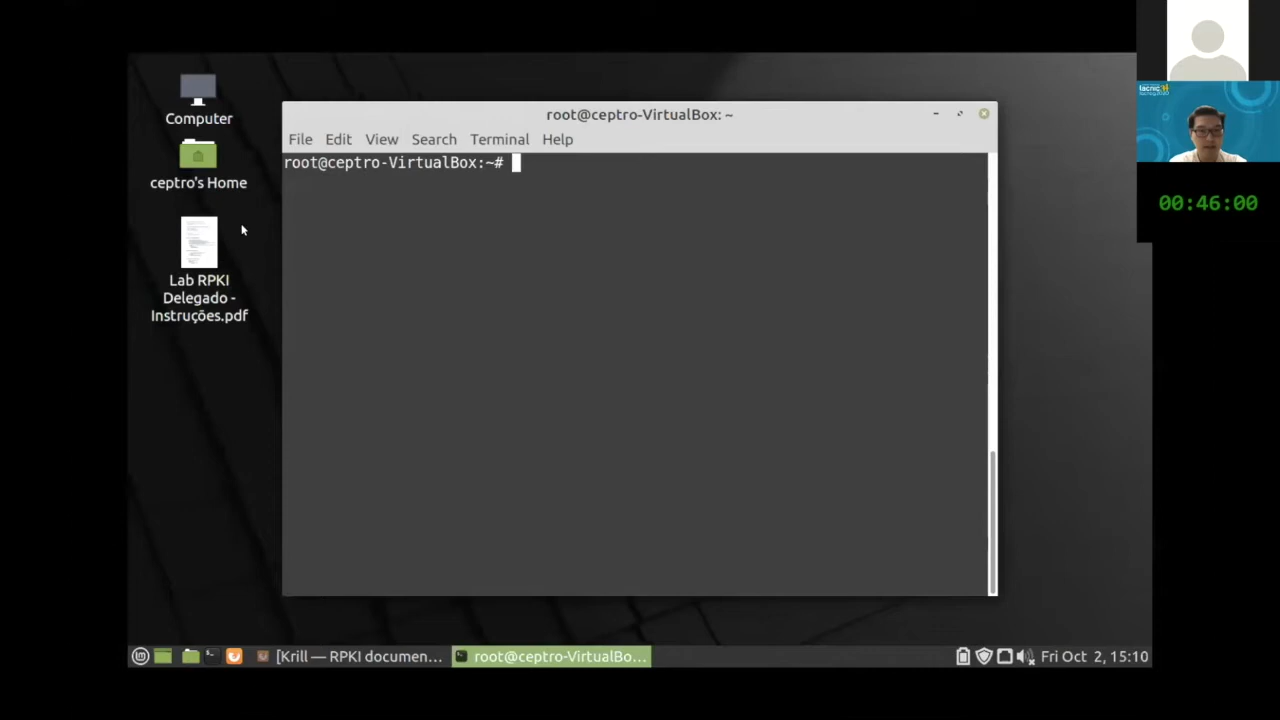 Computer
ceptro's Home
Lab RPKI
Delegado -
Instruções.pdf
root@ceptro-VirtualBox: ~
File Edit View Search Terminal Help
root@ceptro-VirtualBox:~#
lacnic
00:46:00
[Krill — RPKI documen...
root@ceptro-VirtualBo...
Fri Oct 2, 15:10